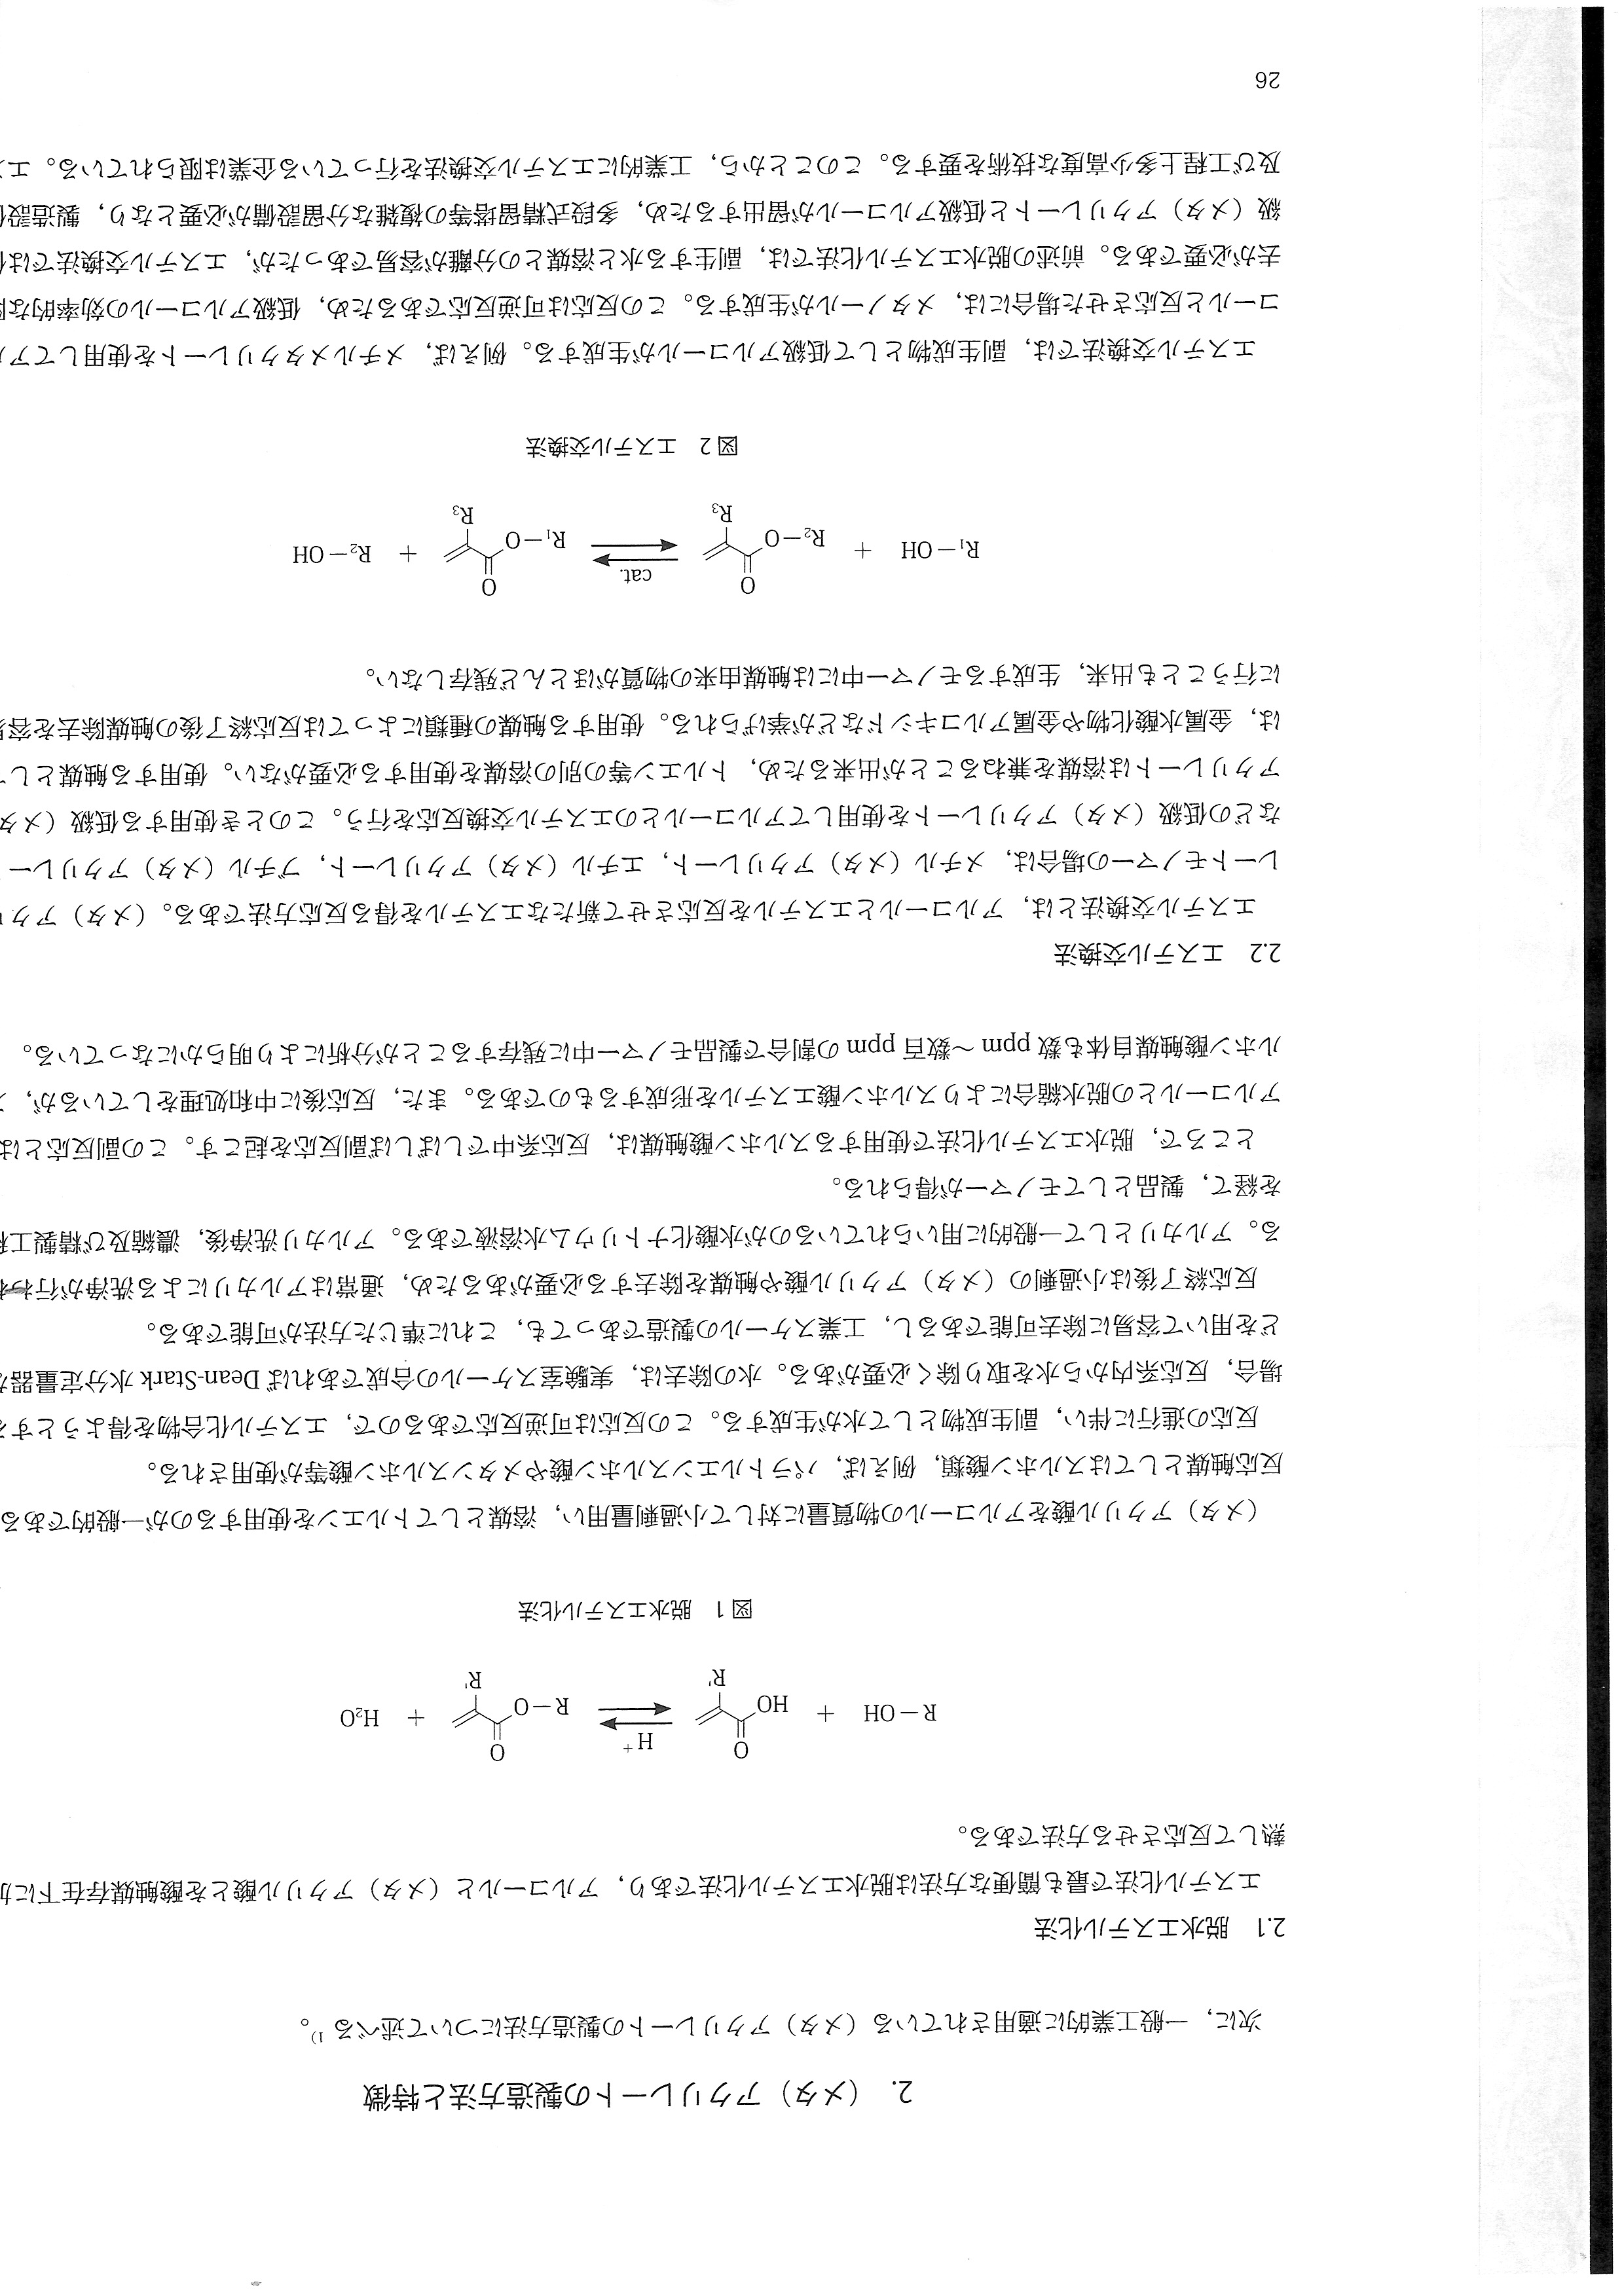 2. （メタ）アクリレートの製造方法と特徴
次に，一般工業的に適用されている（メタ）アクリレートの製造方法について述べる 1)。
2.1　脱水エステル化法
エステル化法で最も簡便な方法は脱水エステル化法であり，アルコールと（メタ）アクリル酸とを酸触媒存在下に加
熱して反応させる方法である。
R－OH + HO O R' H+ R－O O R' + H2O
図 1　脱水エステル化法
（メタ）アクリル酸をアルコールの物質量に対して小過剰量用い，溶媒としてトルエンを使用するのが一般的である
反応触媒としてはスルホン酸類，例えば，パラトルエンスルホン酸やメタンスルホン酸等が使用される。
反応の進行に伴い，副生成物として水が生成する。この反応は可逆反応であるので，エステル化合物を得ようとする
場合，反応系内から水を取り除く必要がある。水の除去は，実験室スケールの合成であれば Dean-Stark 水分定量器な
どを用いて容易に除去可能であるし，工業スケールの製造であっても，これに準じた方法が可能である。
反応終了後は小過剰の（メタ）アクリル酸や触媒を除去する必要があるため，通常はアルカリによる洗浄が行われ
る。アルカリとして一般的に用いられているのが水酸化ナトリウム水溶液である。アルカリ洗浄後，濃縮及び精製工程
を経て，製品としてモノマーが得られる。
ところで，脱水エステル化法で使用するスルホン酸触媒は，反応系中でしばしば副反応を起こす。この副反応とは
アルコールとの脱水縮合によりスルホン酸エステルを形成するものである。また，反応後に中和処理をしているが，ス
ルホン酸触媒自体も数 ppm ～数百 ppm の割合で製品モノマー中に残存することが分析により明らかになっている。
2.2　エステル交換法
エステル交換法とは，アルコールとエステルを反応させて新たなエステルを得る反応方法である。（メタ）アクリ
レートモノマーの場合は，メチル（メタ）アクリレート，エチル（メタ）アクリレート，ブチル（メタ）アクリレー
などの低級（メタ）アクリレートを使用してアルコールとのエステル交換反応を行う。このとき使用する低級（メタ
アクリレートは溶媒を兼ねることが出来るため，トルエン等の別の溶媒を使用する必要がない。使用する触媒として
は，金属水酸化物や金属アルコキシドなどが挙げられる。使用する触媒の種類によっては反応終了後の触媒除去を容易
に行うことも出来，生成するモノマー中には触媒由来の物質がほとんど残存しない。
R1－OH + R2－O O R3 cat. R1－O O R3 + R2－OH
図 2　エステル交換法
エステル交換法では，副生成物として低級アルコールが生成する。例えば，メチルメタクリレートを使用してアル
コールと反応させた場合には，メタノールが生成する。この反応は可逆反応であるため，低級アルコールの効率的な除
去が必要である。前述の脱水エステル化法では，副生する水と溶媒との分離が容易であったが，エステル交換法では低
級（メタ）アクリレートと低級アルコールが留出するため，多段式精留塔等の複雑な分留設備が必要となり，製造設備
及び工程上多少高度な技術を要する。このことから，工業的にエステル交換法を行っている企業は限られている。エス
26